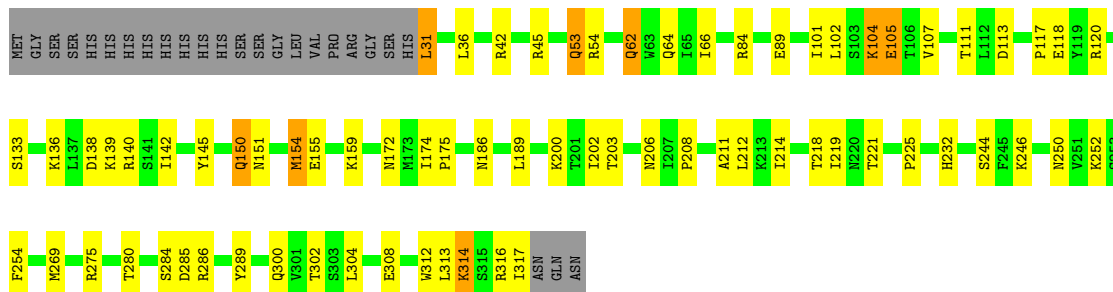 MET GLY SER SER HIS HIS HIS HIS HIS HIS HIS HIS HIS HIS SER SER GLY LEU VAL PRO ARG GLY SER HIS L31 L36 R42 R45 Q53 R54 Q62 W63 Q64 I65 I66 R84 E89 I101 L102 S103 K104 E105 T106 V107 T111 L112 D113 P117 E118 Y119 R120
S133 K136 L137 D138 K139 R140 S141 I142 Y145 Q150 N151 M154 E155 K159 N172 M173 I174 P175 N186 L189 K200 T201 I202 T203 N206 I207 P208 A211 L212 K213 I214 T218 I219 N220 T221 P225 H232 S244 F245 K246 N250 V251 K252
F254 M269 R275 T280 S284 D285 R286 Y289 Q300 V301 T302 S303 L304 E308 W312 L313 K314 S315 R316 I317 ASN GLN ASN